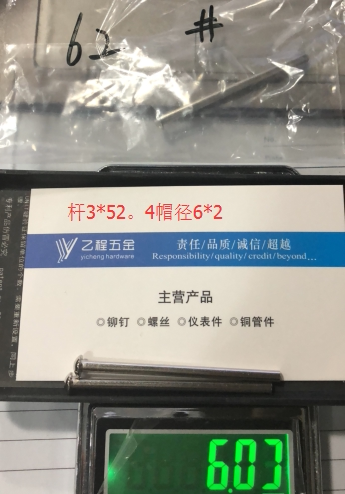 62 #
杆3*52。4帽径6*2
乙程五金
yicheng hardware
责任/品质/诚信/超越
Responsibility/quality/credit/beyond...
主营产品
铆钉 螺丝 仪表件 铜管件
6.03